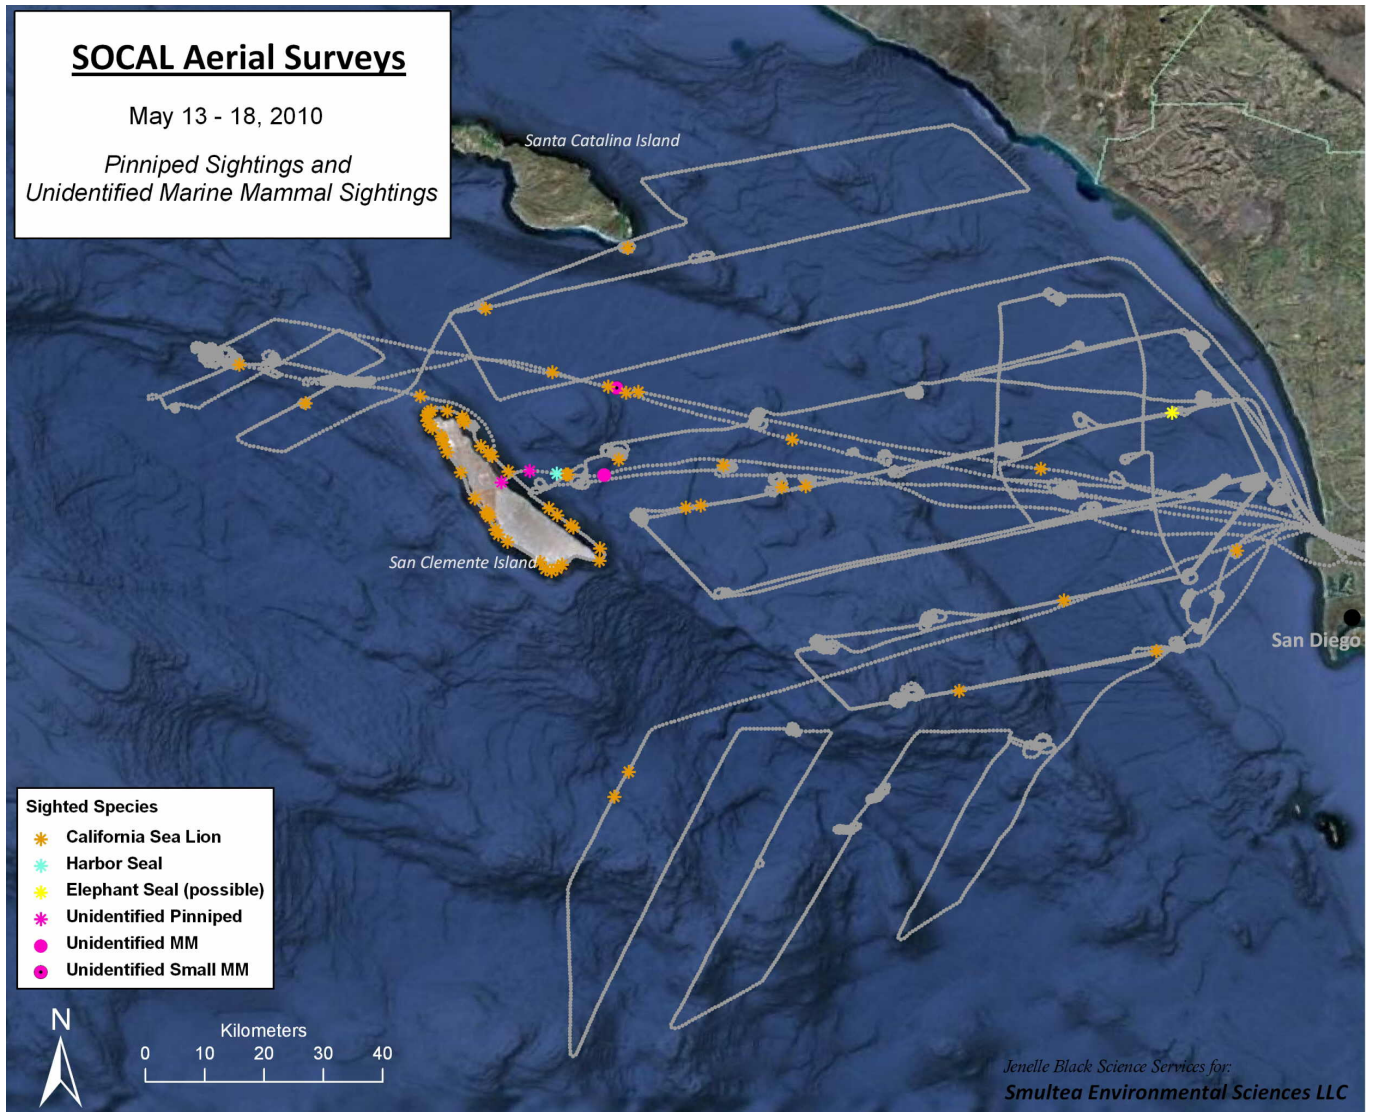 SOCAL Aerial Surveys
May 13 - 18, 2010
Pinniped Sightings and
Unidentified Marine Mammal Sightings
Santa Catalina Island
San Clemente Island
San Diego
Sighted Species
California Sea Lion
Harbor Seal
Elephant Seal (possible)
Unidentified Pinniped
Unidentified MM
Unidentified Small MM
N
Kilometers
0 10 20 30 40
Jenelle Black Science Services for:
Smultea Environmental Sciences LLC